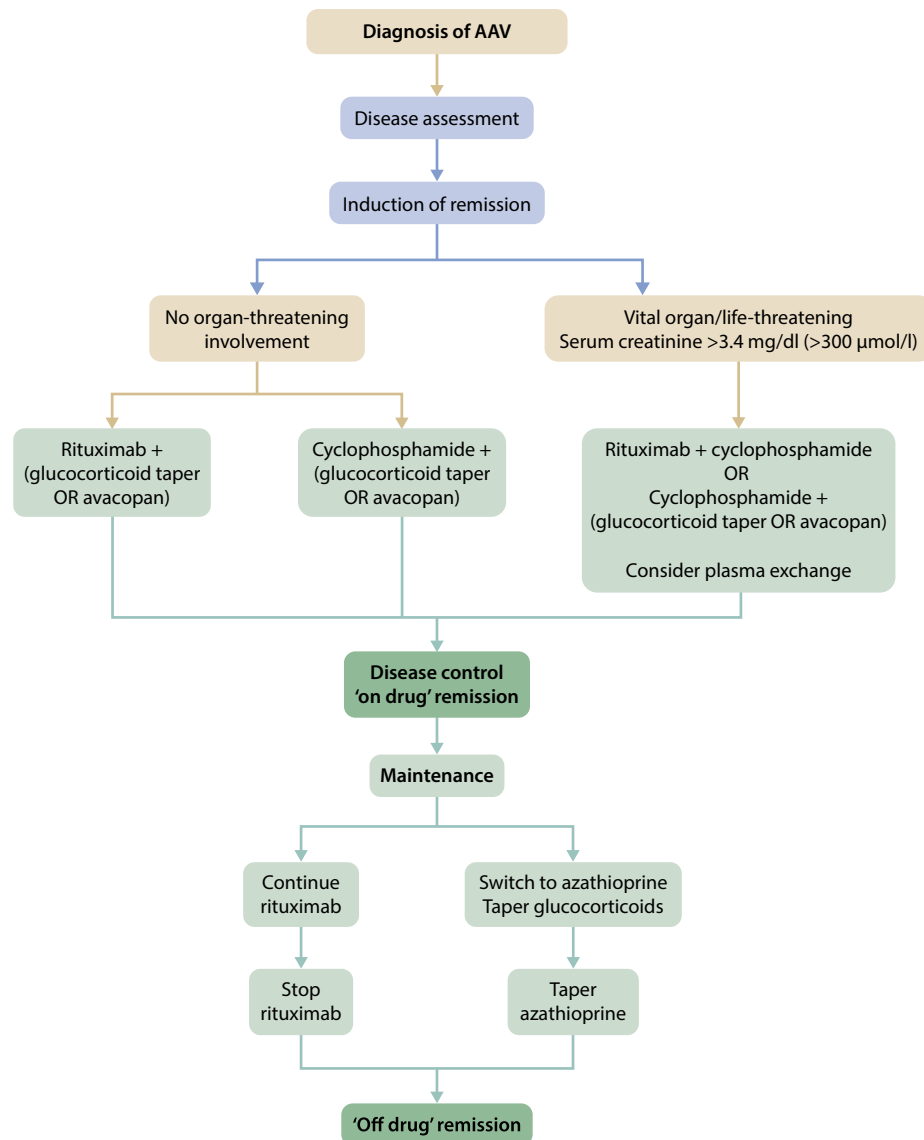 Diagnosis of AAV
Disease assessment
Induction of remission
No organ-threatening
involvement
Vital organ/life-threatening
Serum creatinine >3.4 mg/dl (>300 μmol/l)
Rituximab +
(glucocorticoid taper
OR avacopan)
Cyclophosphamide +
(glucocorticoid taper
OR avacopan)
Rituximab + cyclophosphamide
OR
Cyclophosphamide +
(glucocorticoid taper OR avacopan)
Consider plasma exchange
Disease control
‘on drug’ remission
Maintenance
Continue
rituximab
Switch to azathioprine
Taper glucocorticoids
Stop
rituximab
Taper
azathioprine
‘Off drug’ remission